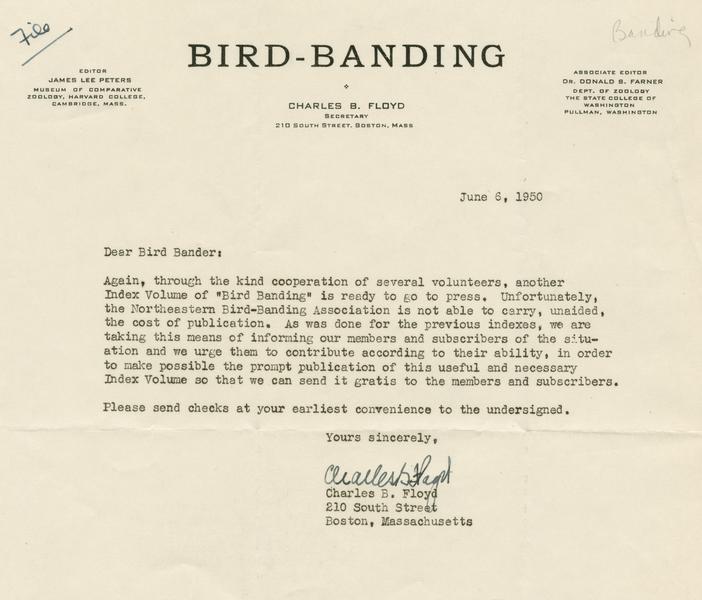 File
Banding
BIRD-BANDING
EDITOR
JAMES LEE PETERS
MUSEUM OF COMPARATIVE
ZOOLOGY, HARVARD COLLEGE,
CAMBRIDGE, MASS.
CHARLES B. FLOYD
SECRETARY
210 SOUTH STREET, BOSTON, MASS
ASSOCIATE EDITOR
DR. DONALD S. FARNER
DEPT. OF ZOOLOGY
THE STATE COLLEGE OF
WASHINGTON
PULLMAN, WASHINGTON
June 6, 1950
Dear Bird Bander:
Again, through the kind cooperation of several volunteers, another
Index Volume of "Bird Banding" is ready to go to press. Unfortunately,
the Northeastern Bird-Banding Association is not able to carry, unaided,
the cost of publication. As was done for the previous indexes, we are
taking this means of informing our members and subscribers of the situ-
ation and we urge them to contribute according to their ability, in order
to make possible the prompt publication of this useful and necessary
Index Volume so that we can send it gratis to the members and subscribers.
Please send checks at your earliest convenience to the undersigned.
Yours sincerely,
Charles B. Floyd
Charles B. Floyd
210 South Street
Boston, Massachusetts